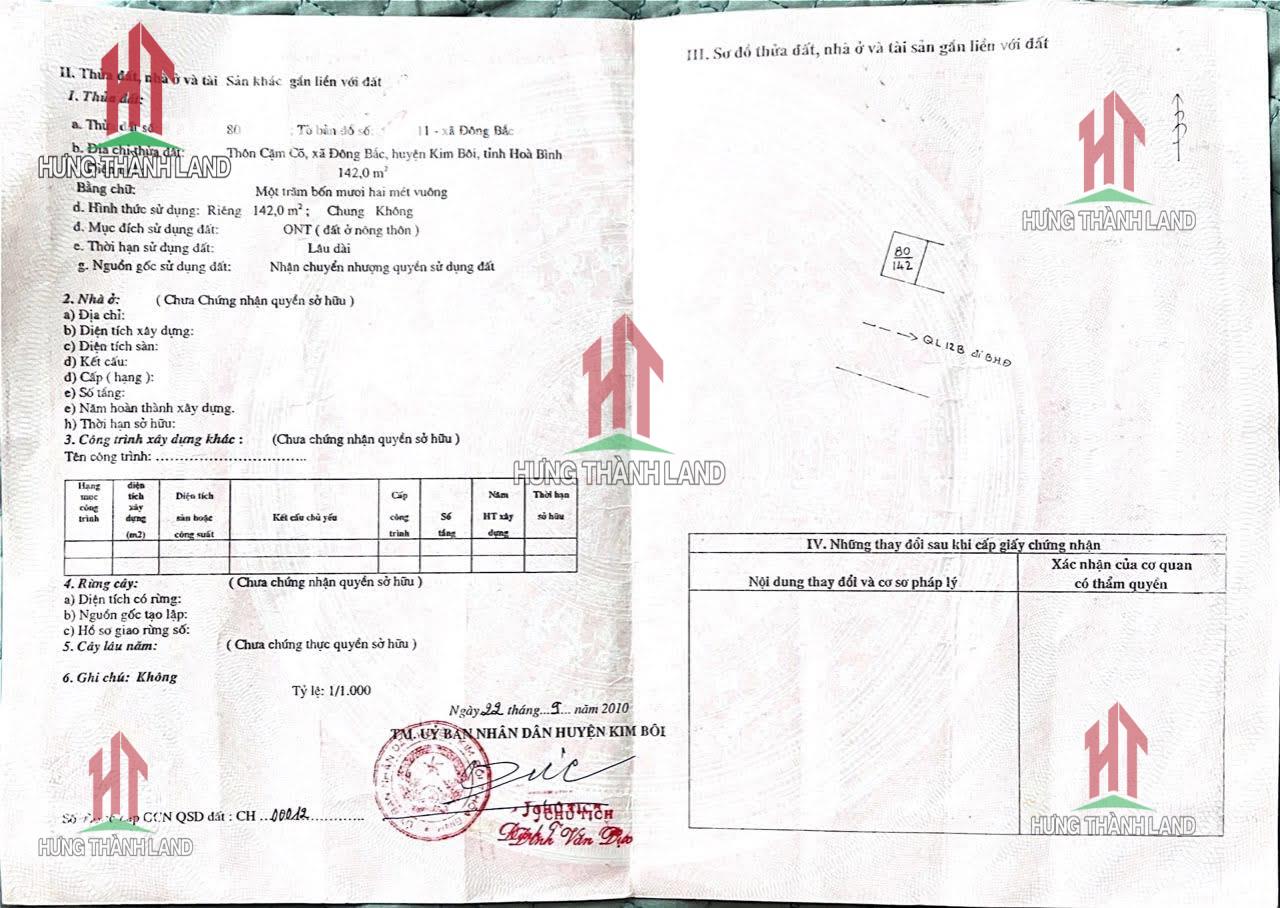 II. Thửa đất, nhà ở và tài Sản khác gắn liền với đất
1. Thửa đất:
a. Thửa đất số 80 ; Tờ bản đồ số: 11 - xã Đông Bắc
b. Địa chỉ thửa đất: Thôn Cặm Cõ, xã Đông Bắc, huyện Kim Bôi, tỉnh Hoà Bình
142,0 m²
Bằng chữ: Một trăm bốn mươi hai mét vuông
d. Hình thức sử dụng: Riêng 142,0 m² ; Chung Không
đ. Mục đích sử dụng đất: ONT ( đất ở nông thôn )
e. Thời hạn sử dụng đất: Lâu dài
g. Nguồn gốc sử dụng đất: Nhận chuyển nhượng quyền sử dụng đất
2. Nhà ở: ( Chưa Chứng nhận quyền sở hữu )
a) Địa chỉ:
b) Diện tích xây dựng:
c) Diện tích sàn:
d) Kết cấu:
đ) Cấp ( hạng ):
e) Số tầng:
e) Năm hoàn thành xây dựng.
h) Thời hạn sở hữu:
3. Công trình xây dựng khác : (Chưa chứng nhận quyền sở hữu )
Tên công trình: ................................
Hạng mục công trình
diện tích xây dựng (m2)
Diện tích sàn hoặc công suất
Kết cấu chủ yếu
Cấp công trình
Số tầng
Năm HT xây dựng
Thời hạn sở hữu
4. Rừng cây: ( Chưa chứng nhận quyền sở hữu )
a) Diện tích có rừng:
b) Nguồn gốc tạo lập:
c) Hồ sơ giao rừng số:
5. Cây lâu năm: ( Chưa chứng thực quyền sở hữu )
6. Ghi chú: Không
Tỷ lệ: 1/1.000
Ngày 22 tháng...9... năm 2010
TM. UỶ BAN NHÂN DÂN HUYỆN KIM BÔI
CHỦ TỊCH
Đinh Văn
cấp GCN QSD đất : CH ..00012..............
III. Sơ đồ thửa đất, nhà ở và tài sản gắn liền với đất
80
142
QL 12B đi BHĐ
IV. Những thay đổi sau khi cấp giấy chứng nhận
Nội dung thay đổi và cơ sơ pháp lý
Xác nhận của cơ quan
có thẩm quyền
HƯNG THÀNH LAND
HƯNG THÀNH LAND
HƯNG THÀNH LAND
HƯNG THÀNH LAND
HƯNG THÀNH LAND